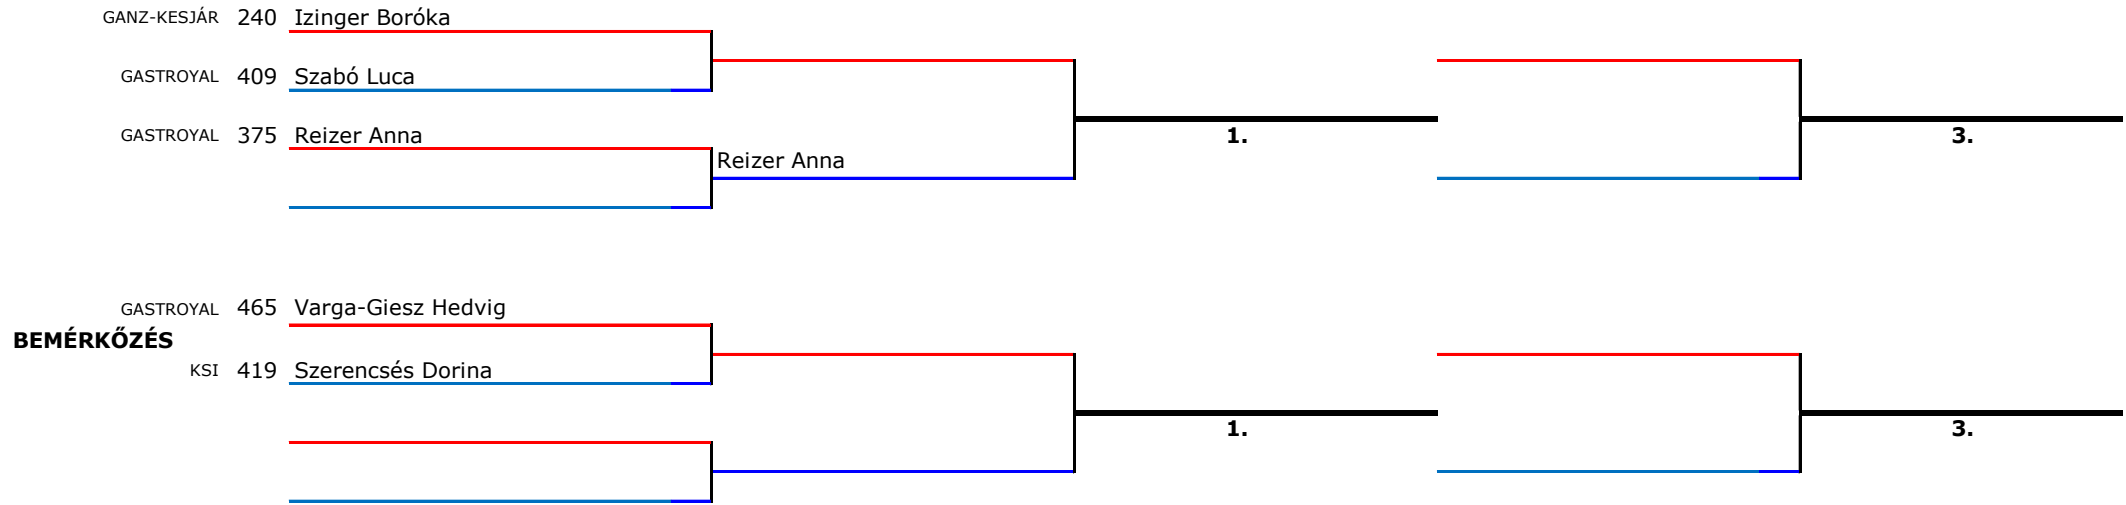 GANZ-KESJÁR 240 Izinger Boróka
GASTROYAL 409 Szabó Luca
GASTROYAL 375 Reizer Anna
1.
3.
Reizer Anna
GASTROYAL 465 Varga-Giesz Hedvig
BEMÉRKŐZÉS
KSI 419 Szerencsés Dorina
1.
3.